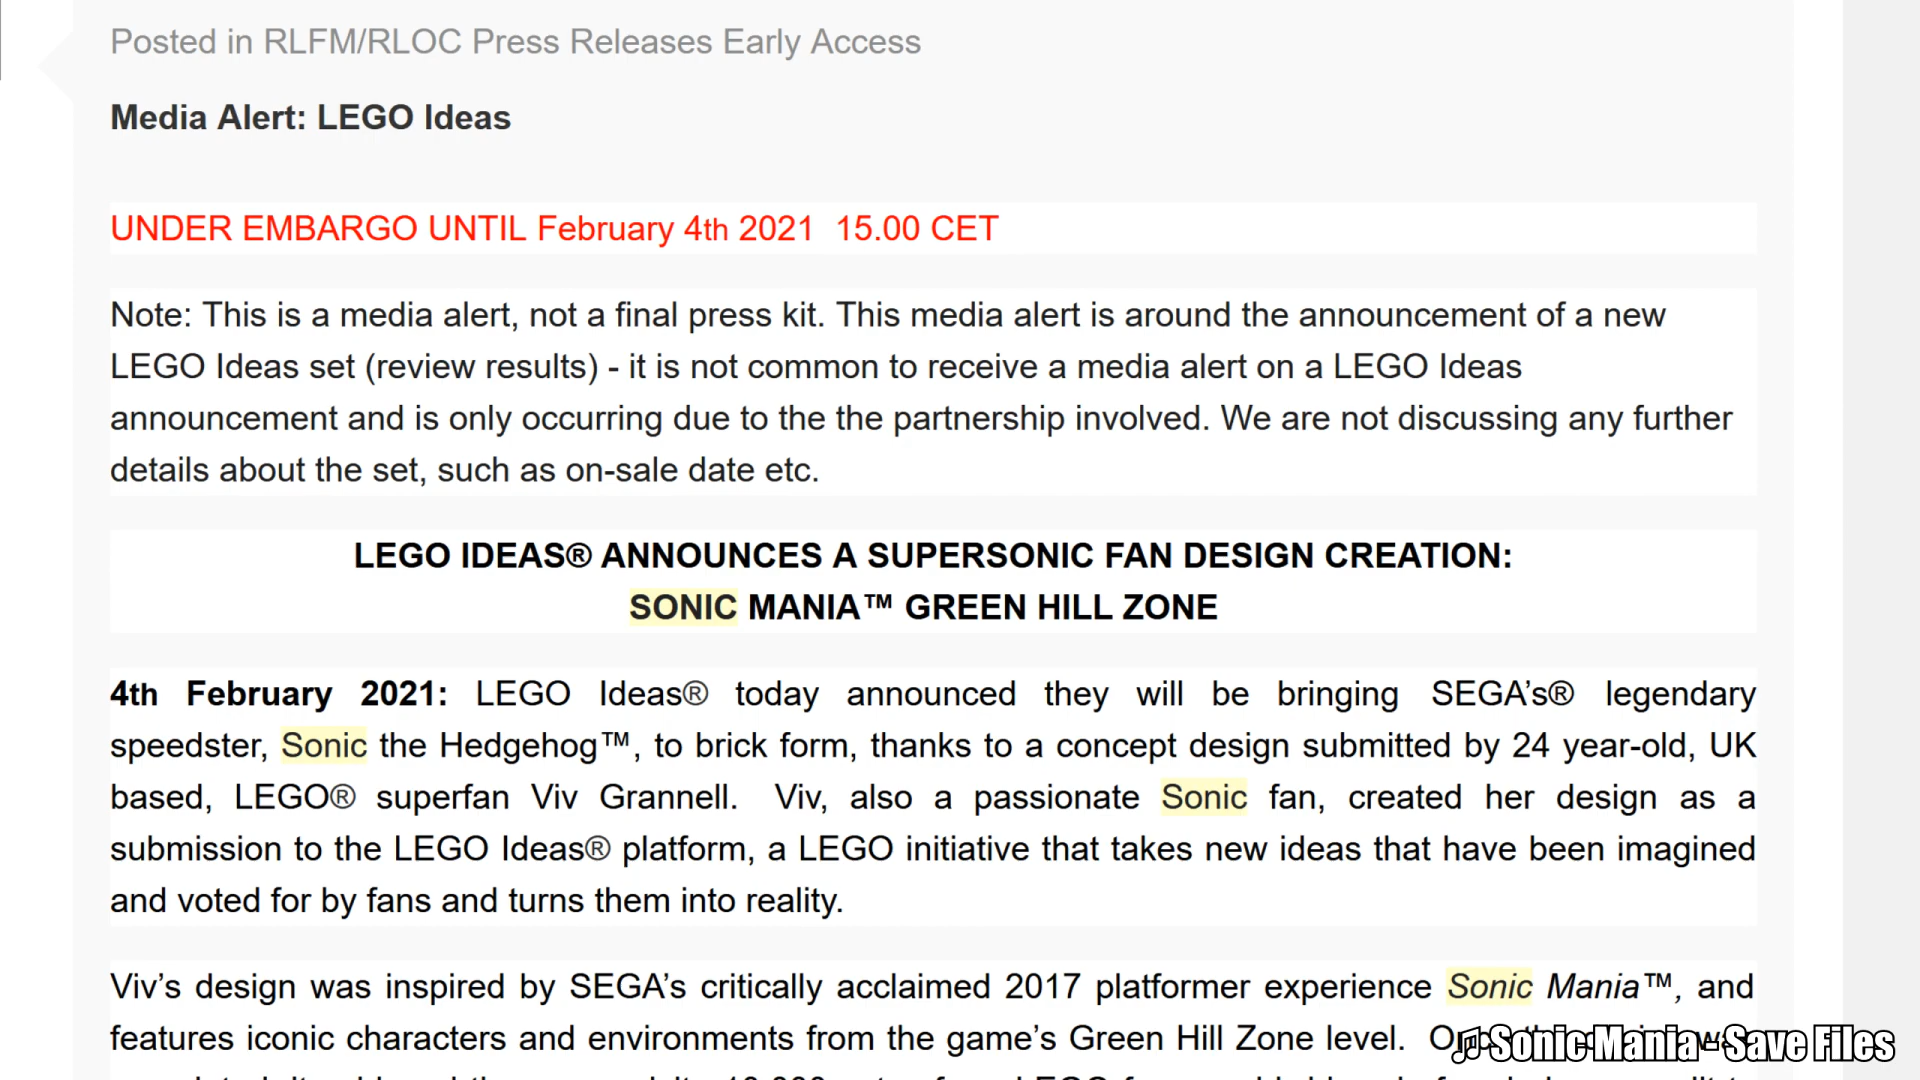 Posted in RLFM/RLOC Press Releases Early Access
Media Alert: LEGO Ideas
UNDER EMBARGO UNTIL February 4th 2021  15.00 CET
Note: This is a media alert, not a final press kit. This media alert is around the announcement of a new
LEGO Ideas set (review results) - it is not common to receive a media alert on a LEGO Ideas
announcement and is only occurring due to the the partnership involved. We are not discussing any further
details about the set, such as on-sale date etc.
LEGO IDEAS® ANNOUNCES A SUPERSONIC FAN DESIGN CREATION:
SONIC MANIA™ GREEN HILL ZONE
4th February 2021: LEGO Ideas® today announced they will be bringing SEGA’s® legendary
speedster, Sonic the Hedgehog™, to brick form, thanks to a concept design submitted by 24 year-old, UK
based, LEGO® superfan Viv Grannell.  Viv, also a passionate Sonic fan, created her design as a
submission to the LEGO Ideas® platform, a LEGO initiative that takes new ideas that have been imagined
and voted for by fans and turns them into reality.
Viv’s design was inspired by SEGA’s critically acclaimed 2017 platformer experience Sonic Mania™, and
features iconic characters and environments from the game’s Green Hill Zone level.
♫ Sonic Mania - Save Files